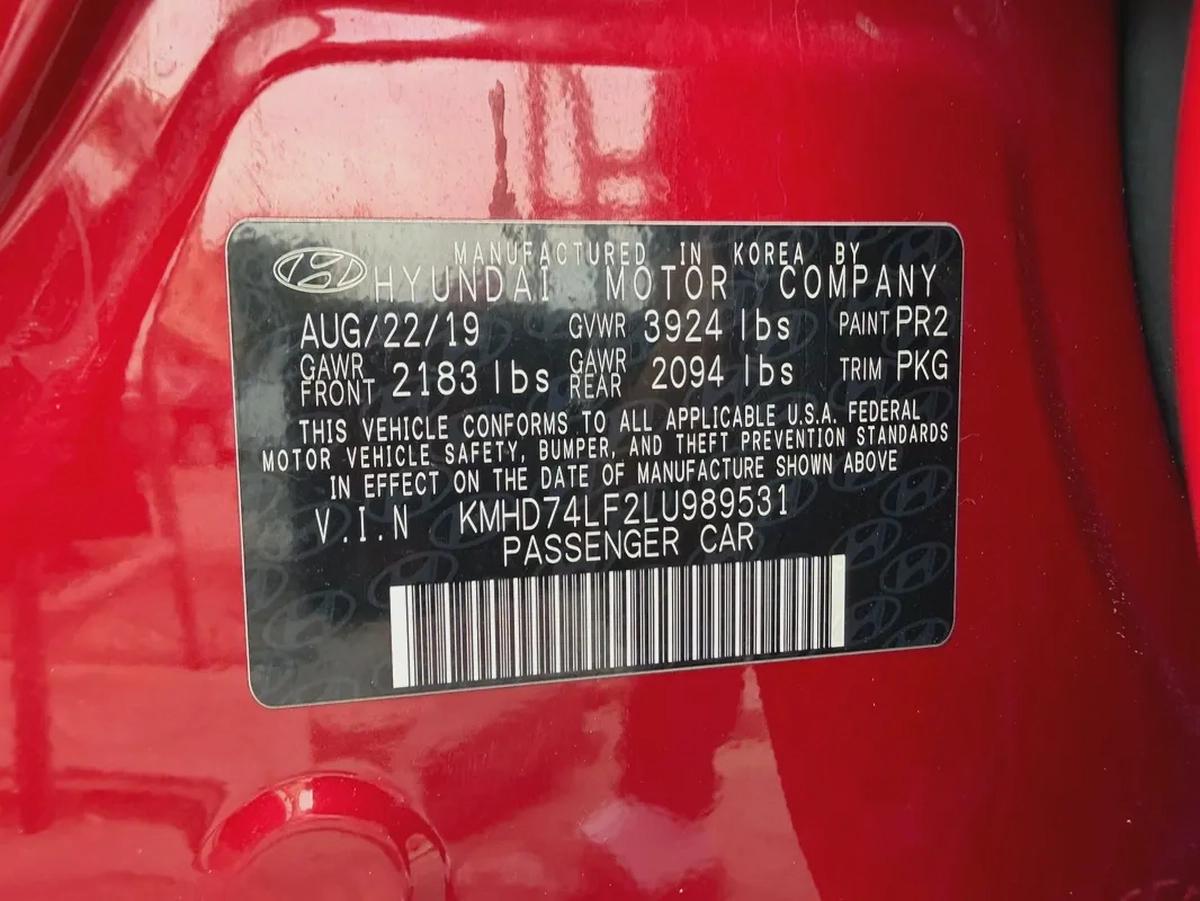 MANUFACTURED IN KOREA BY
HYUNDAI MOTOR COMPANY
AUG/22/19 GVWR 3924 lbs PAINT PR2
GAWR FRONT 2183 lbs GAWR REAR 2094 lbs TRIM PKG
THIS VEHICLE CONFORMS TO ALL APPLICABLE U.S.A. FEDERAL
MOTOR VEHICLE SAFETY, BUMPER, AND THEFT PREVENTION STANDARDS
IN EFFECT ON THE DATE OF MANUFACTURE SHOWN ABOVE
V.I.N KMHD74LF2LU989531
PASSENGER CAR